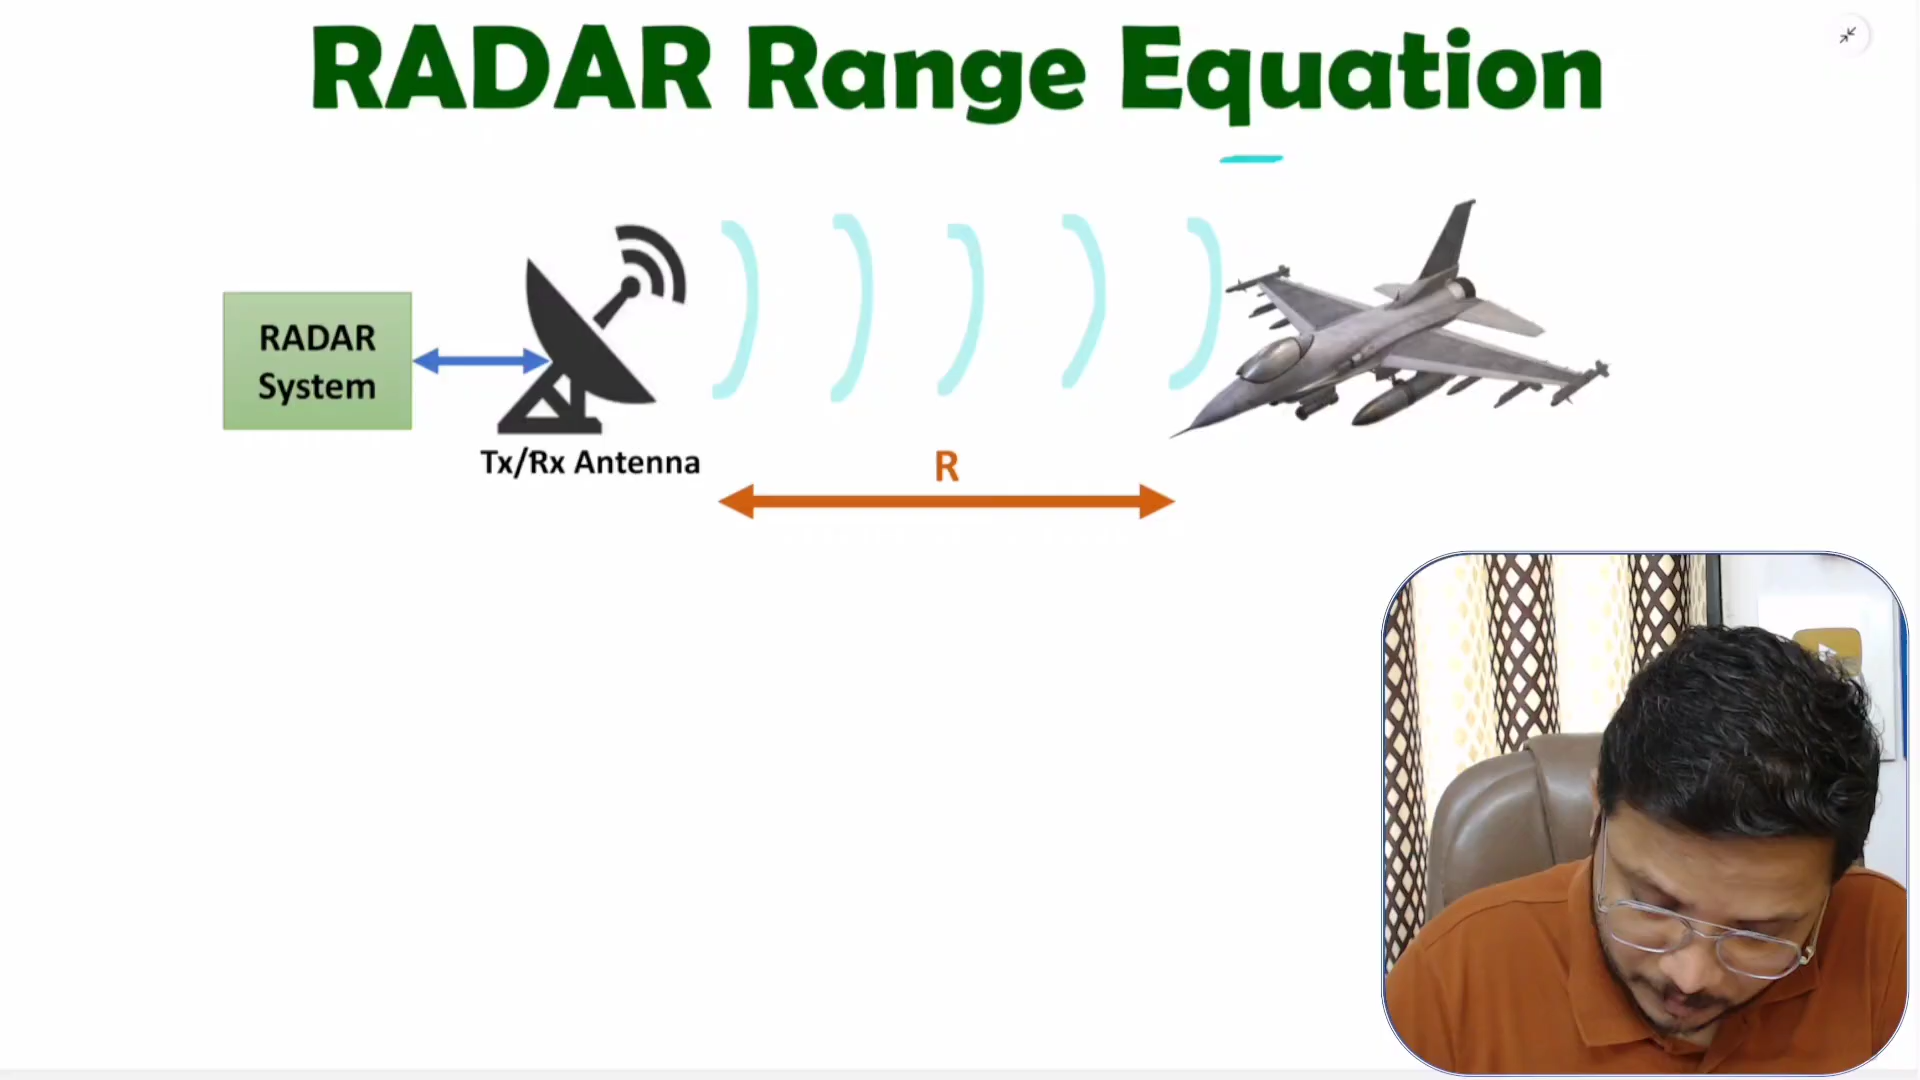 RADAR Range Equation
RADAR
System
Tx/Rx Antenna
R